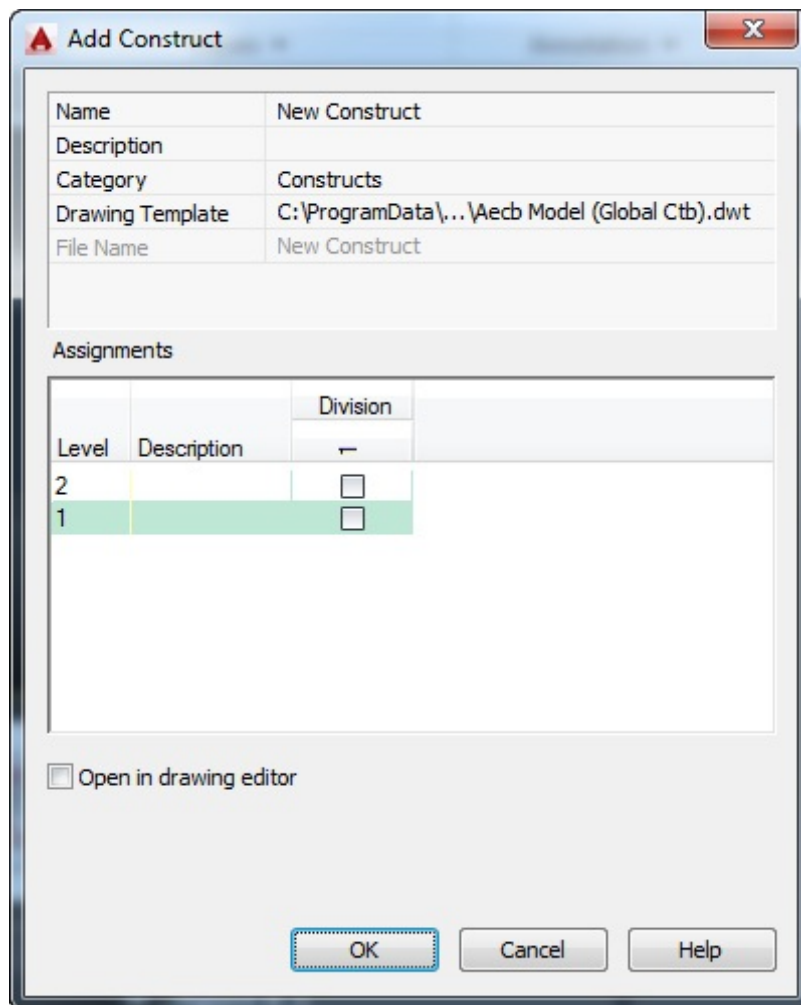 Add Construct
Name New Construct
Description
Category Constructs
Drawing Template C:\ProgramData\...\Aecb Model (Global Ctb).dwt
File Name New Construct
Assignments
Division
Level Description 1
2
1
Open in drawing editor
OK Cancel Help